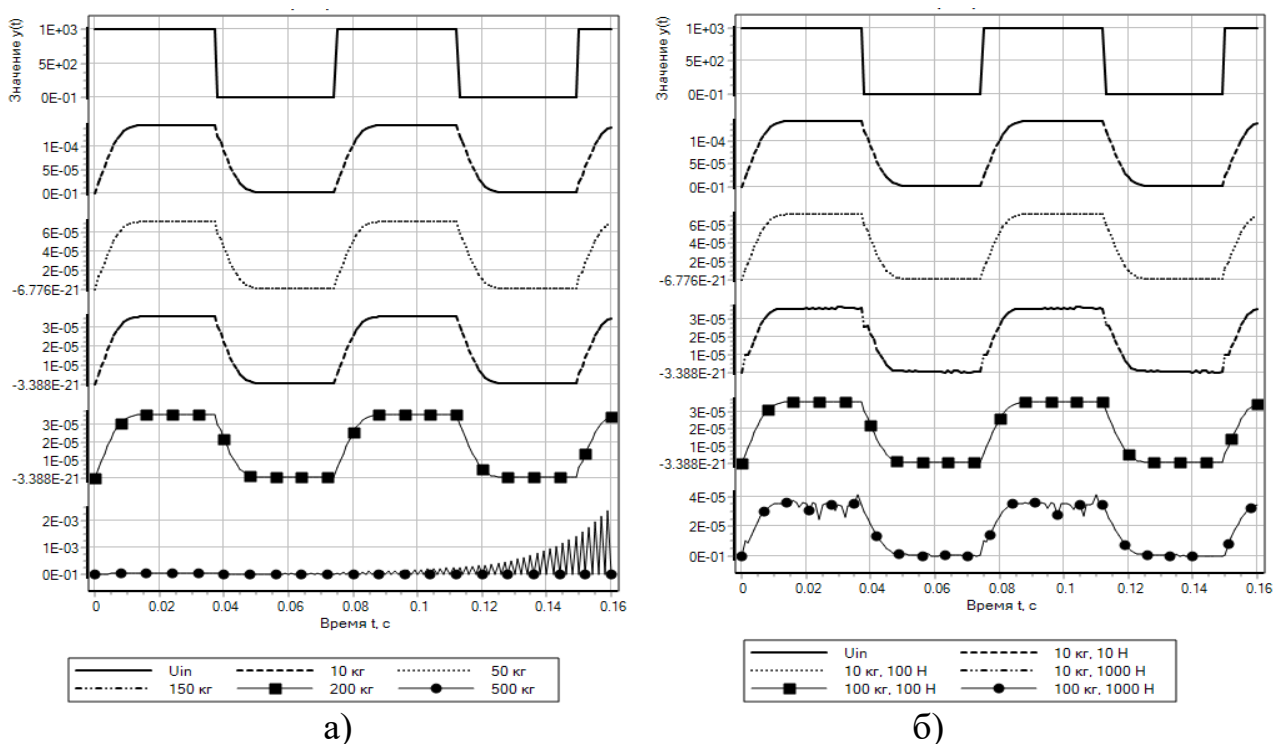 Значение y(t)
1E+03
5E+02
0E-01
1E-04
5E-05
0E-01
6E-05
4E-05
2E-05
-6.776E-21
3E-05
2E-05
1E-05
-3.388E-21
3E-05
2E-05
1E-05
-3.388E-21
2E-03
1E-03
0E-01
0 0.02 0.04 0.06 0.08 0.1 0.12 0.14 0.16
Время t, с
Uin 10 кг 50 кг
150 кг 200 кг 500 кг
а)
Значение y(t)
1E+03
5E+02
0E-01
1E-04
5E-05
0E-01
6E-05
4E-05
2E-05
-6.776E-21
3E-05
2E-05
1E-05
-3.388E-21
3E-05
2E-05
1E-05
-3.388E-21
4E-05
2E-05
0E-01
0 0.02 0.04 0.06 0.08 0.1 0.12 0.14 0.16
Время t, с
Uin 10 кг, 10 Н
10 кг, 100 Н 10 кг, 1000 Н
100 кг, 100 Н 100 кг, 1000 Н
б)